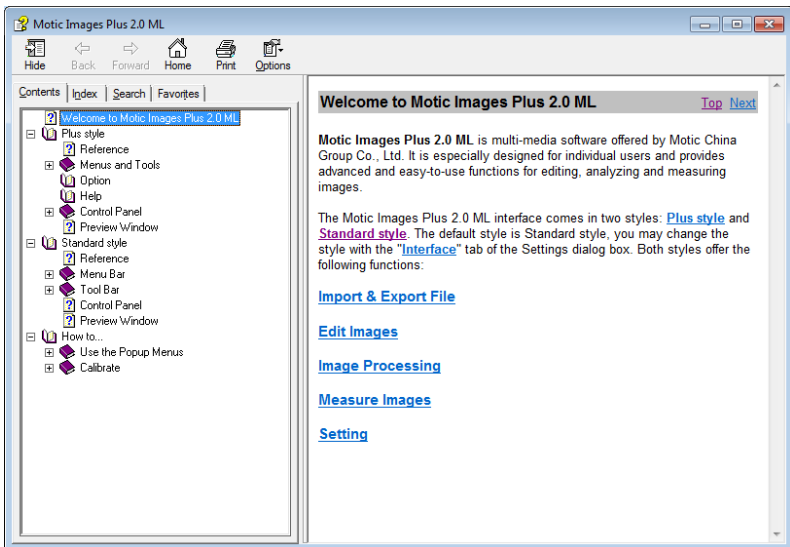 Motic Images Plus 2.0 ML
Hide Back Forward Home Print Options
Contents Index Search Favorites
Welcome to Motic Images Plus 2.0 ML
Plus style
Reference
Menus and Tools
Option
Help
Control Panel
Preview Window
Standard style
Reference
Menu Bar
Tool Bar
Control Panel
Preview Window
How to...
Use the Popup Menus
Calibrate
Welcome to Motic Images Plus 2.0 ML Top Next
Motic Images Plus 2.0 ML is multi-media software offered by Motic China
Group Co., Ltd. It is especially designed for individual users and provides
advanced and easy-to-use functions for editing, analyzing and measuring
images.
The Motic Images Plus 2.0 ML interface comes in two styles: Plus style and
Standard style. The default style is Standard style, you may change the
style with the "Interface" tab of the Settings dialog box. Both styles offer the
following functions:
Import & Export File
Edit Images
Image Processing
Measure Images
Setting